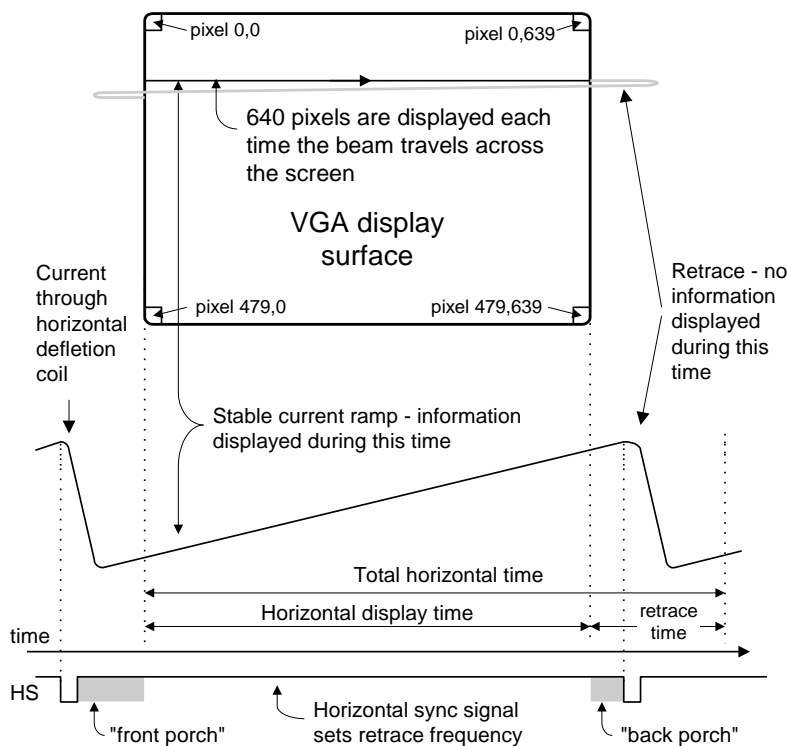 pixel 0,0
pixel 0,639
640 pixels are displayed each
time the beam travels across
the screen
VGA display
surface
Current
through
horizontal
defletion
coil
Retrace - no
information
displayed
during this
time
pixel 479,0
pixel 479,639
Stable current ramp - information
displayed during this time
Total horizontal time
Horizontal display time
retrace
time
time
HS
"front porch"
Horizontal sync signal
sets retrace frequency
"back porch"